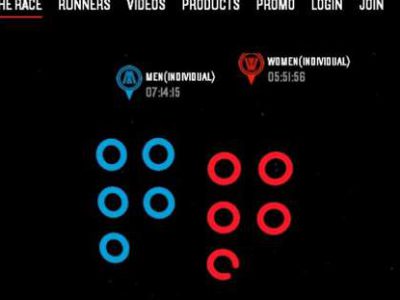 HE RACE RUNNERS VIDEOS PRODUCTS PROMO LOGIN JOIN
MEN(INDIVIDUAL)
07:14:15
WOMEN(INDIVIDUAL)
05:51:56